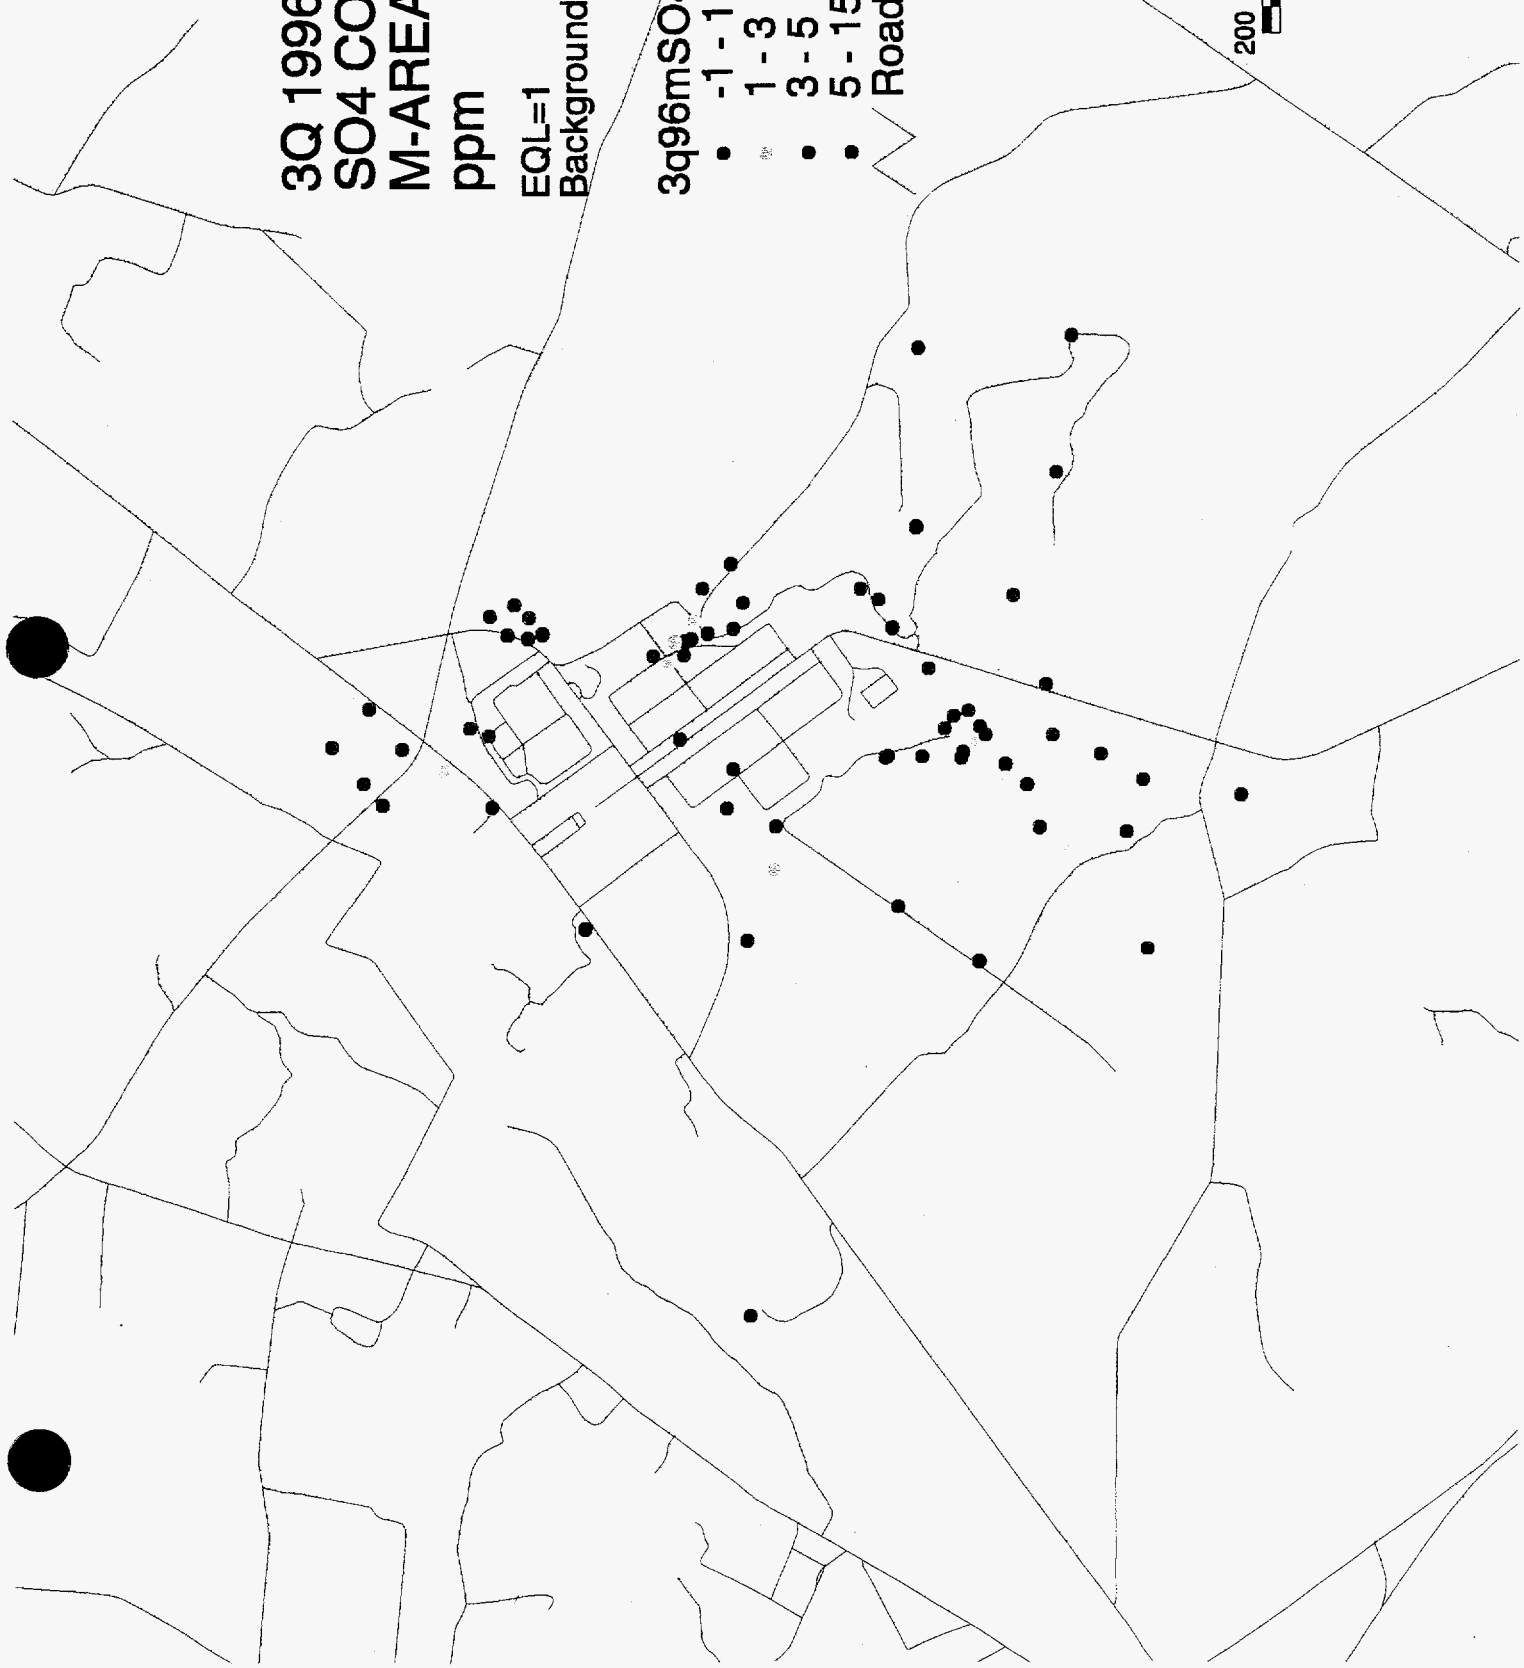 3Q 1996
SO4 CO
M-AREA
ppm
EQL=1
Background
3q96mSO
-1 - 1
1 - 3
3 - 5
5 - 15
Road
200